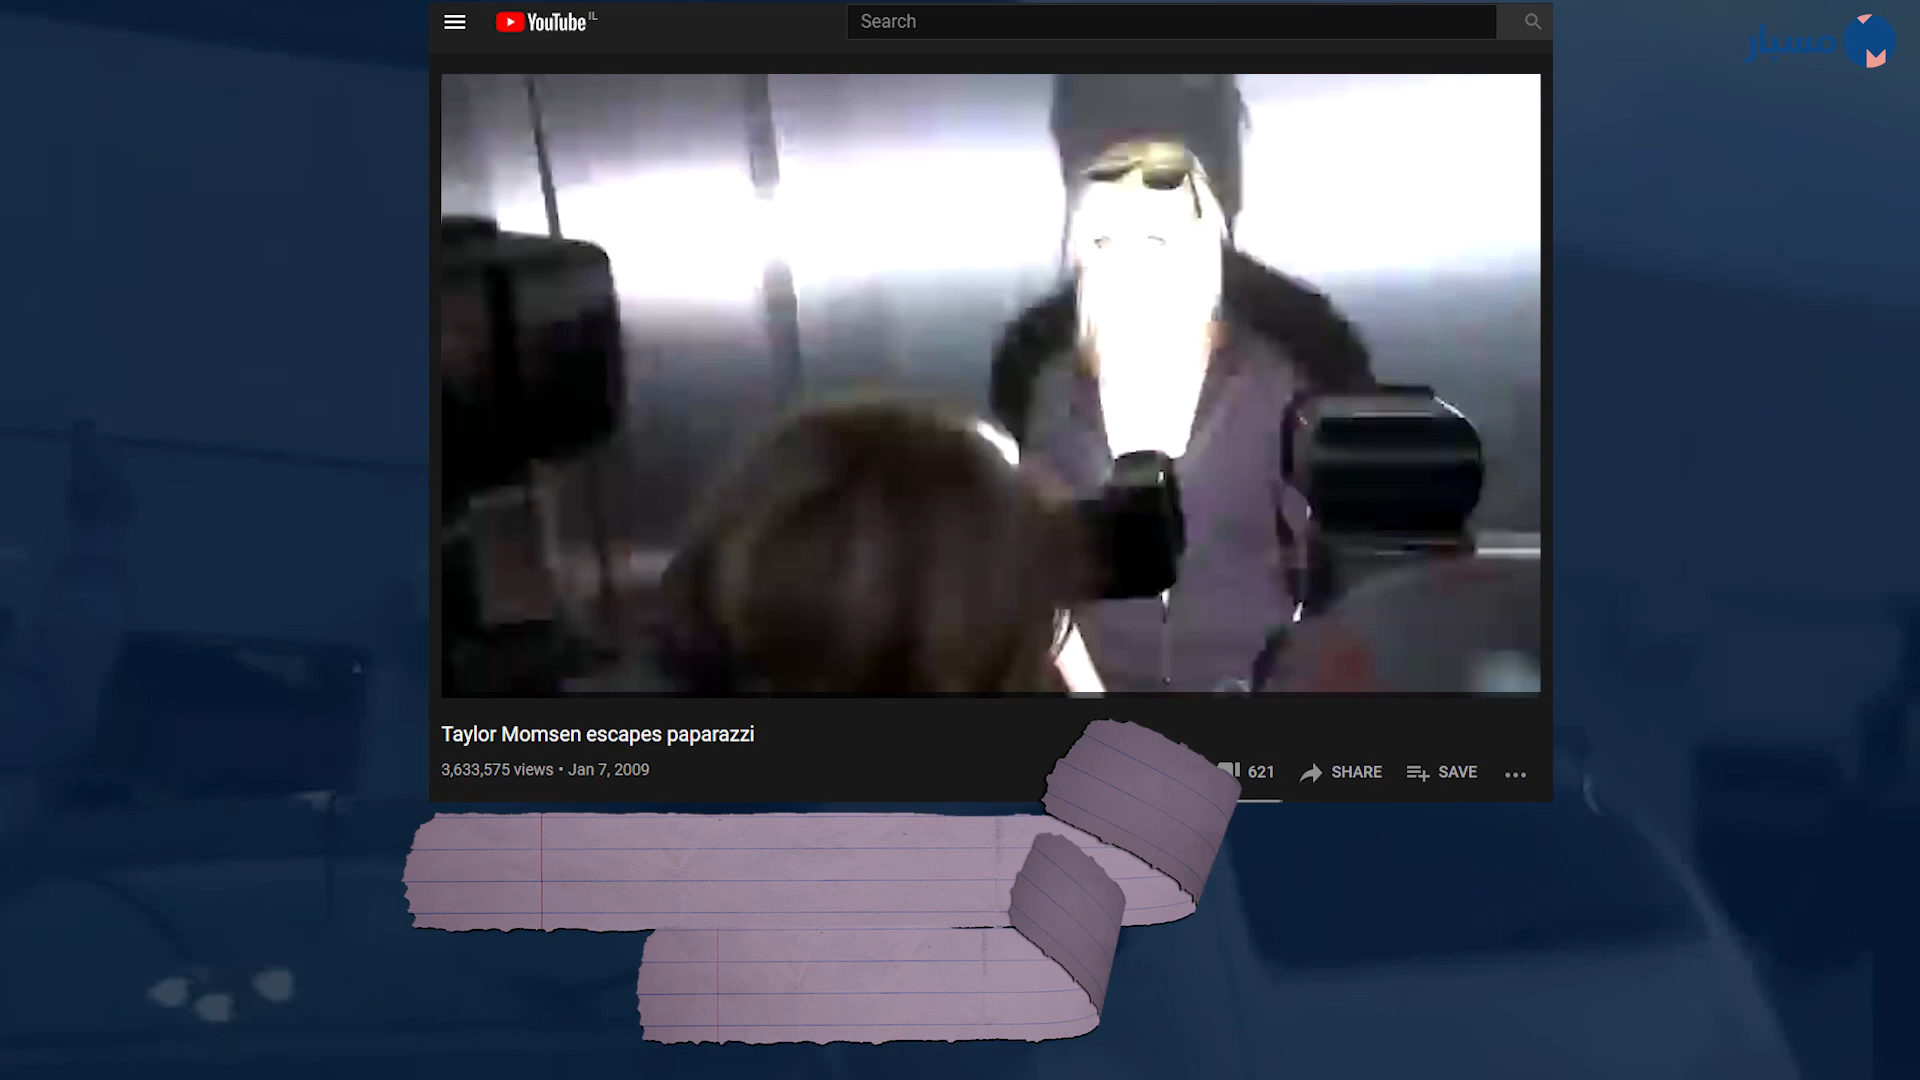 YouTube IL
Search
مسبار
Taylor Momsen escapes paparazzi
3,633,575 views • Jan 7, 2009
621
SHARE
SAVE